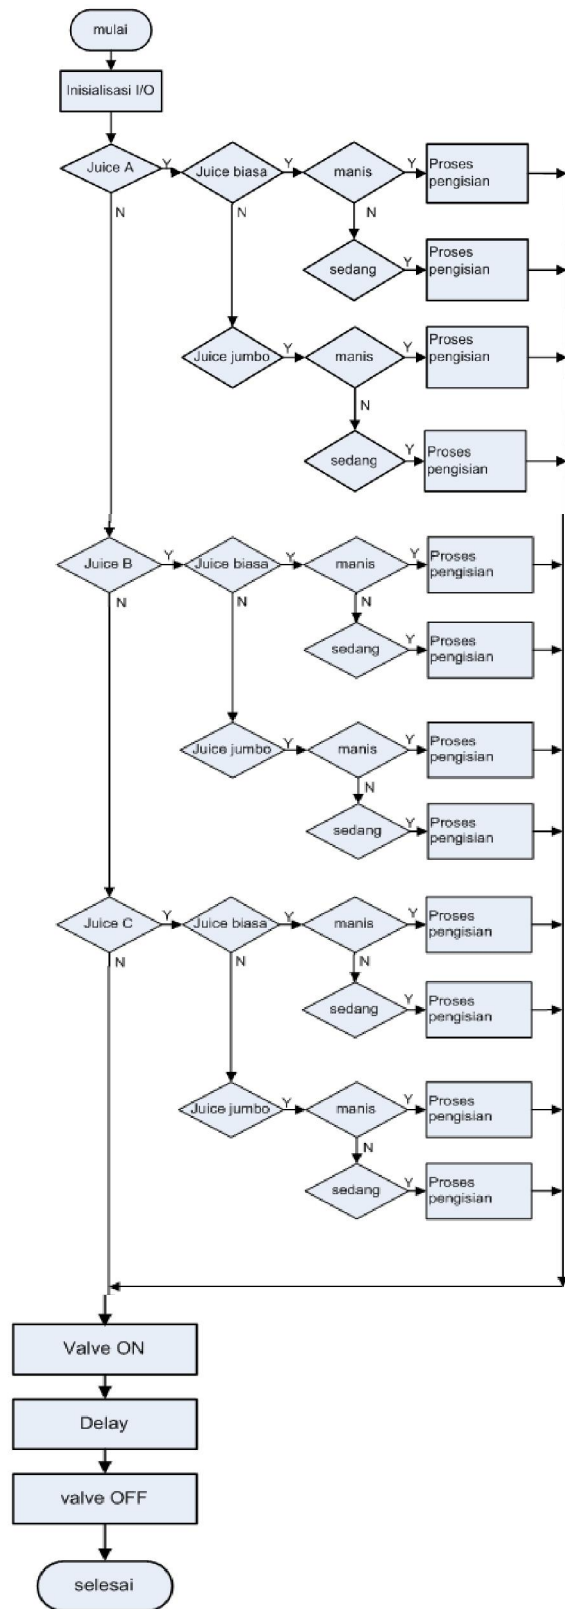 mulai
Inisialisasi I/O
Juice A
Y
Juice biasa
Y
manis
Y
Proses
pengisian
N
N
N
sedang
Y
Proses
pengisian
Juice jumbo
Y
manis
Y
Proses
pengisian
N
sedang
Y
Proses
pengisian
Juice B
Y
Juice biasa
Y
manis
Y
Proses
pengisian
N
N
N
sedang
Y
Proses
pengisian
Juice jumbo
Y
manis
Y
Proses
pengisian
N
sedang
Y
Proses
pengisian
Juice C
Y
Juice biasa
Y
manis
Y
Proses
pengisian
N
N
N
sedang
Y
Proses
pengisian
Juice jumbo
Y
manis
Y
Proses
pengisian
N
sedang
Y
Proses
pengisian
Valve ON
Delay
valve OFF
selesai